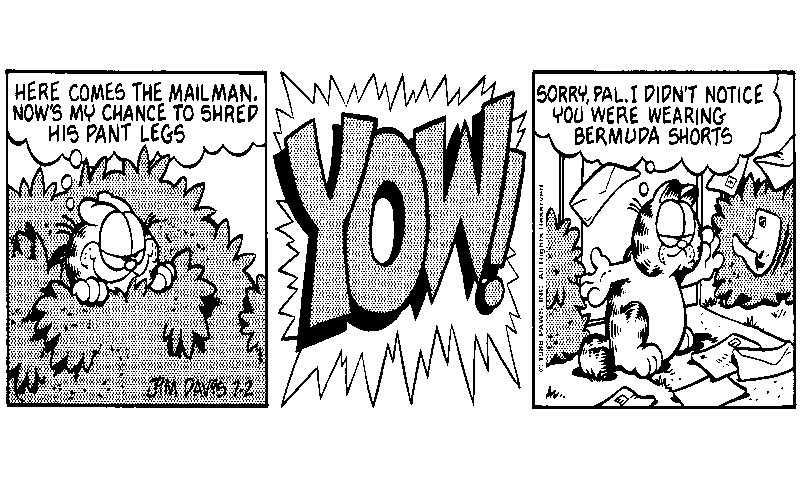 HERE COMES THE MAILMAN.
NOW'S MY CHANCE TO SHRED
HIS PANT LEGS
JIM DAVIS 7-2
YOW!
SORRY, PAL. I DIDN'T NOTICE
YOU WERE WEARING
BERMUDA SHORTS